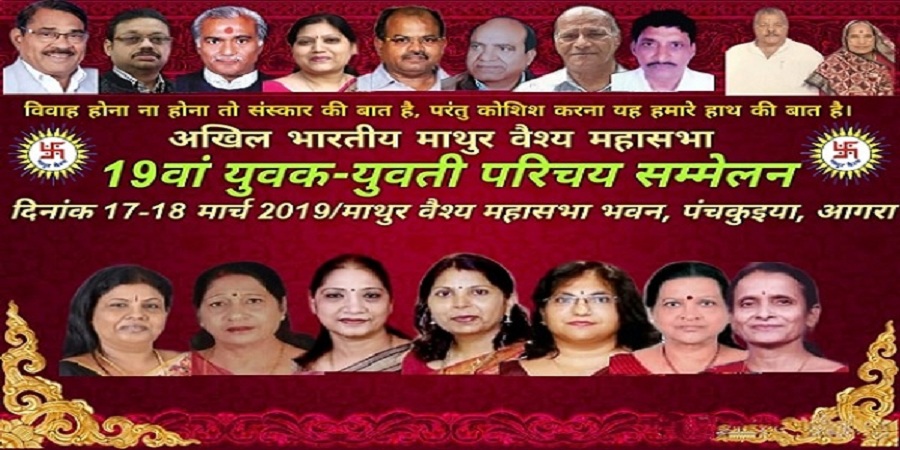 विवाह होना ना होना तो संस्कार की बात है, परंतु कोशिश करना यह हमारे हाथ की बात है।
अखिल भारतीय माथुर वैश्य महासभा
19वां युवक-युवती परिचय सम्मेलन
दिनांक 17-18 मार्च 2019/माथुर वैश्य महासभा भवन, पंचकुइया, आगरा